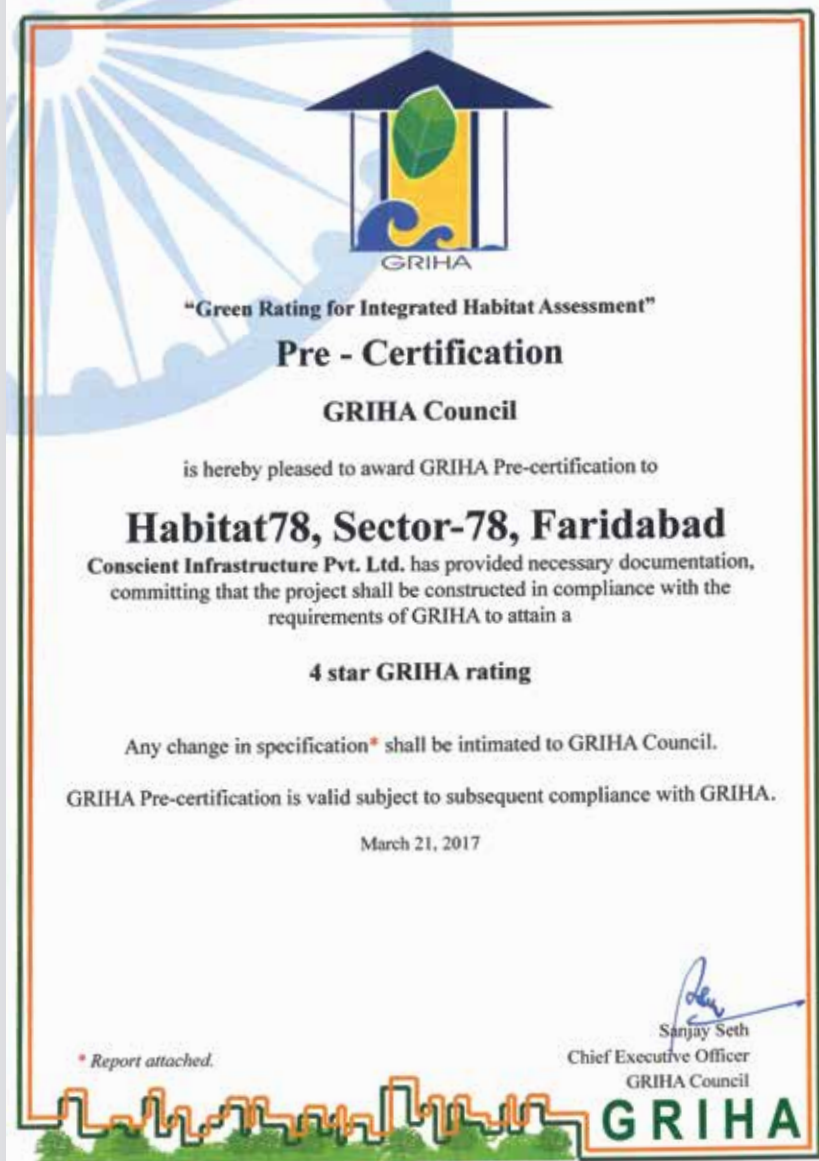 GRIHA
“Green Rating for Integrated Habitat Assessment”
Pre - Certification
GRIHA Council
is hereby pleased to award GRIHA Pre-certification to
Habitat78, Sector-78, Faridabad
Conscient Infrastructure Pvt. Ltd. has provided necessary documentation,
committing that the project shall be constructed in compliance with the
requirements of GRIHA to attain a
4 star GRIHA rating
Any change in specification* shall be intimated to GRIHA Council.
GRIHA Pre-certification is valid subject to subsequent compliance with GRIHA.
March 21, 2017
Sanjay Seth
* Report attached.
Chief Executive Officer
GRIHA Council
GRIHA